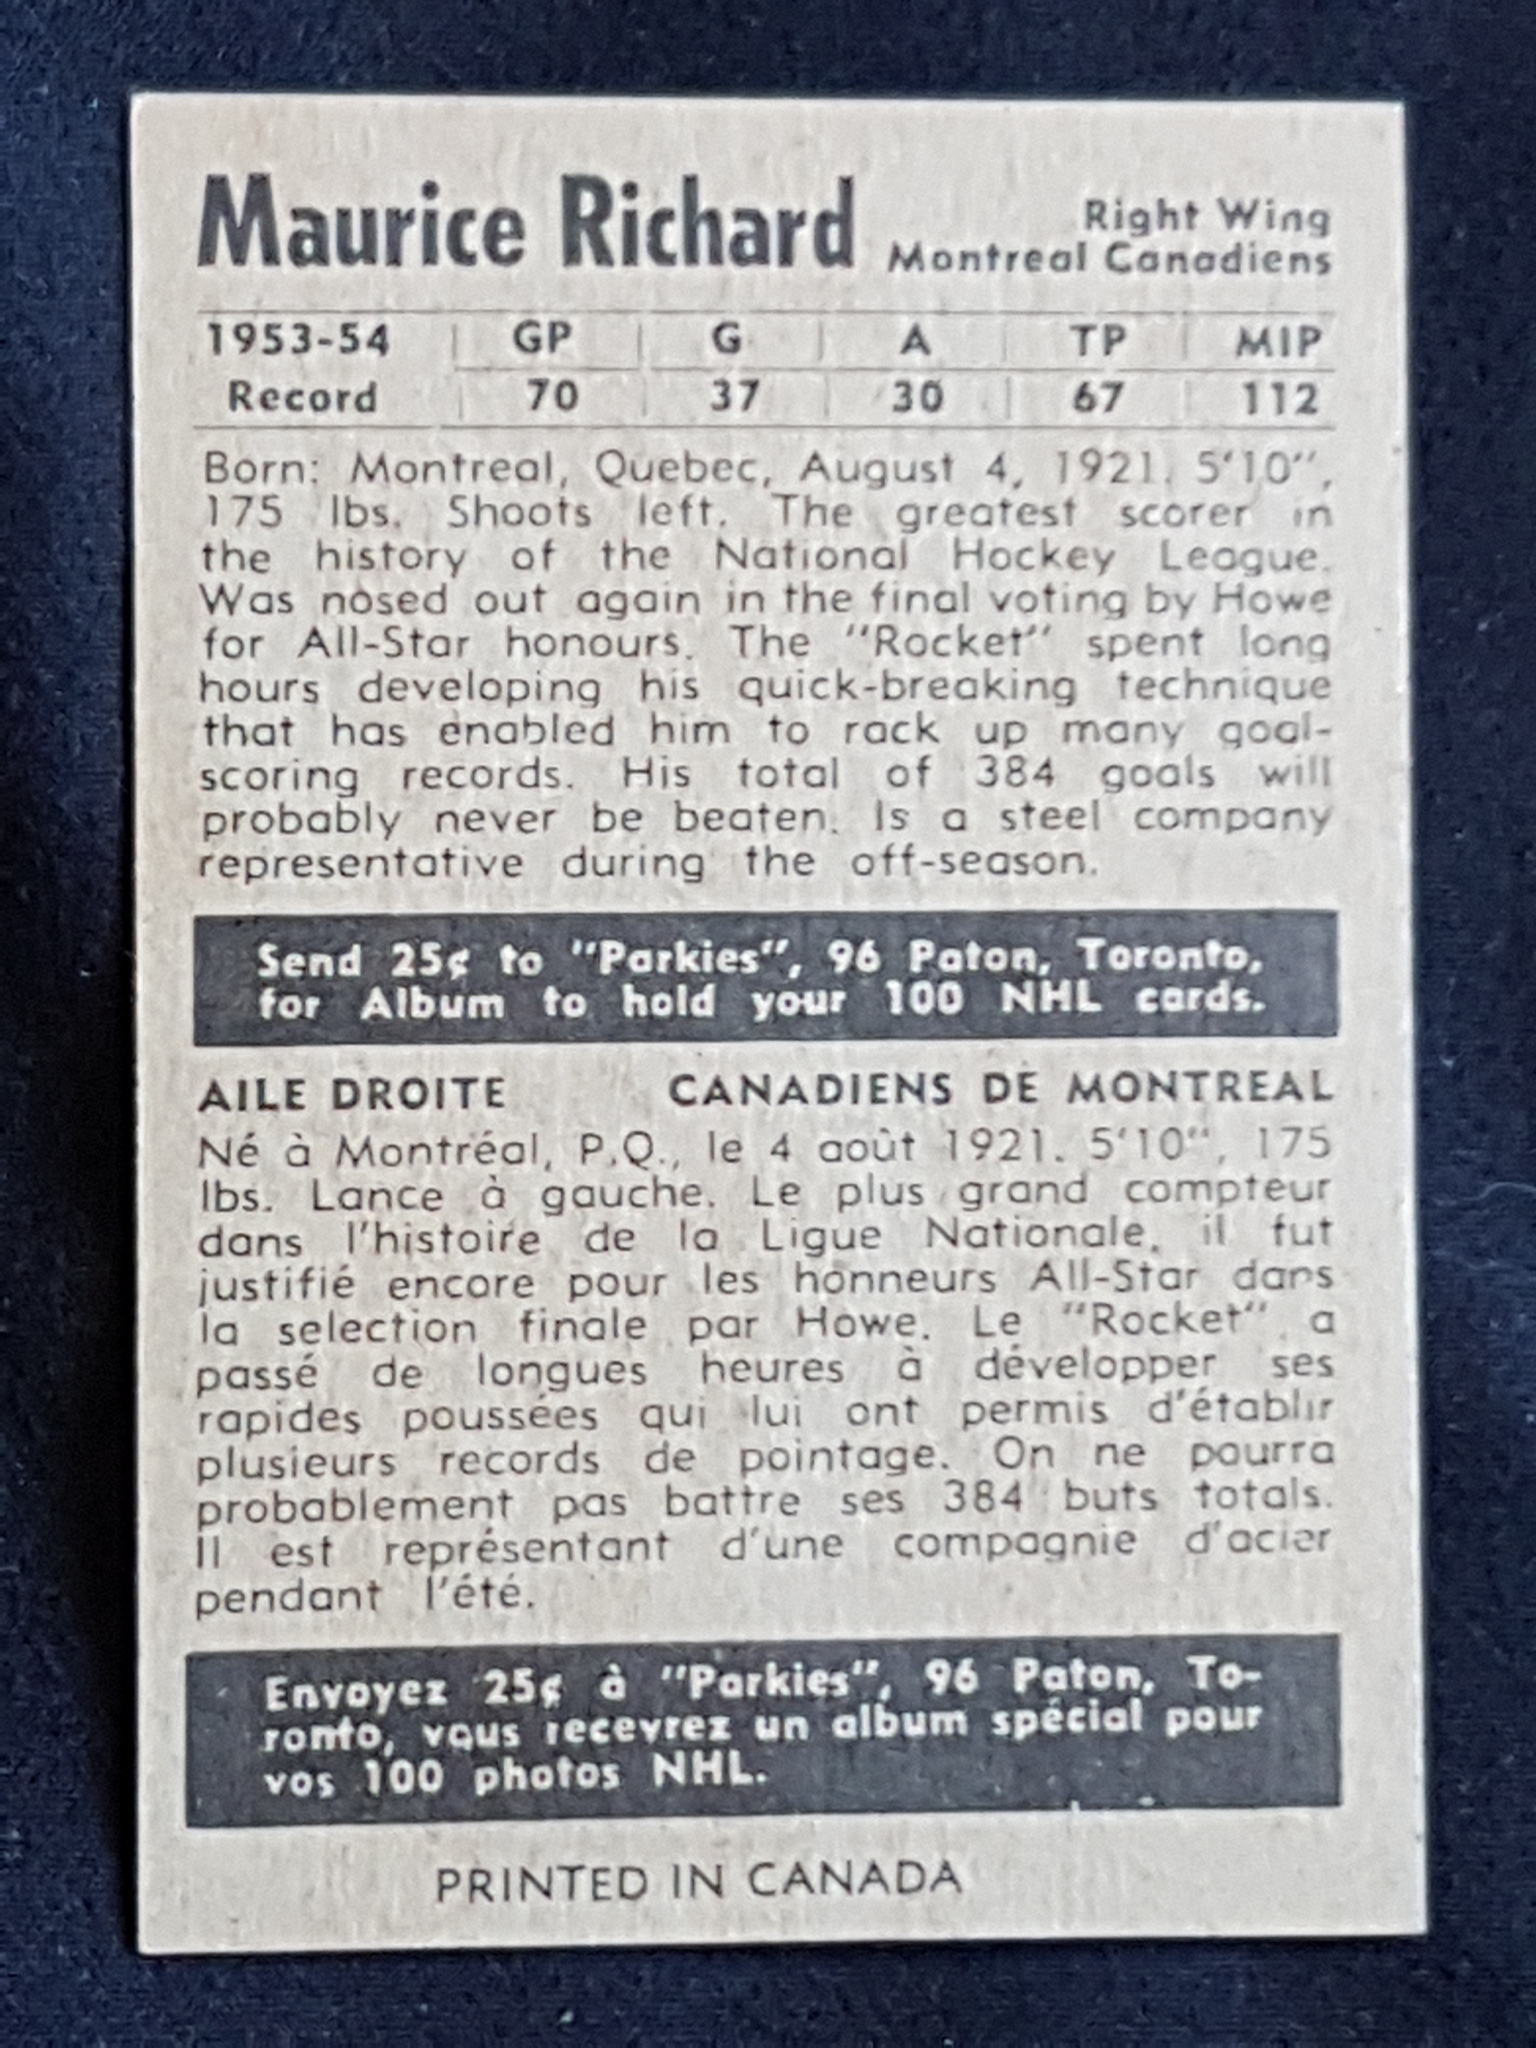 Maurice Richard
Right Wing
Montreal Canadiens
1953-54 GP G A TP MIP
Record 70 37 30 67 112
Born: Montreal, Quebec, August 4, 1921. 5'10",
175 lbs. Shoots left. The greatest scorer in
the history of the National Hockey League.
Was nosed out again in the final voting by Howe
for All-Star honours. The "Rocket" spent long
hours developing his quick-breaking technique
that has enabled him to rack up many goal-
scoring records. His total of 384 goals will
probably never be beaten. Is a steel company
representative during the off-season.
Send 25¢ to "Parkies", 96 Paton, Toronto,
for Album to hold your 100 NHL cards.
AILE DROITE CANADIENS DE MONTREAL
Né à Montréal, P.Q., le 4 août 1921. 5'10", 175
lbs. Lance à gauche. Le plus grand compteur
dans l'histoire de la Ligue Nationale, il fut
justifié encore pour les honneurs All-Star dans
la selection finale par Howe. Le "Rocket" a
passé de longues heures à développer ses
rapides poussées qui lui ont permis d'établir
plusieurs records de pointage. On ne pourra
probablement pas battre ses 384 buts totals.
Il est représentant d'une compagnie d'acier
pendant l'été.
Envoyez 25¢ à "Parkies", 96 Paton, To-
ronto, vous recevrez un album spécial pour
vos 100 photos NHL.
PRINTED IN CANADA